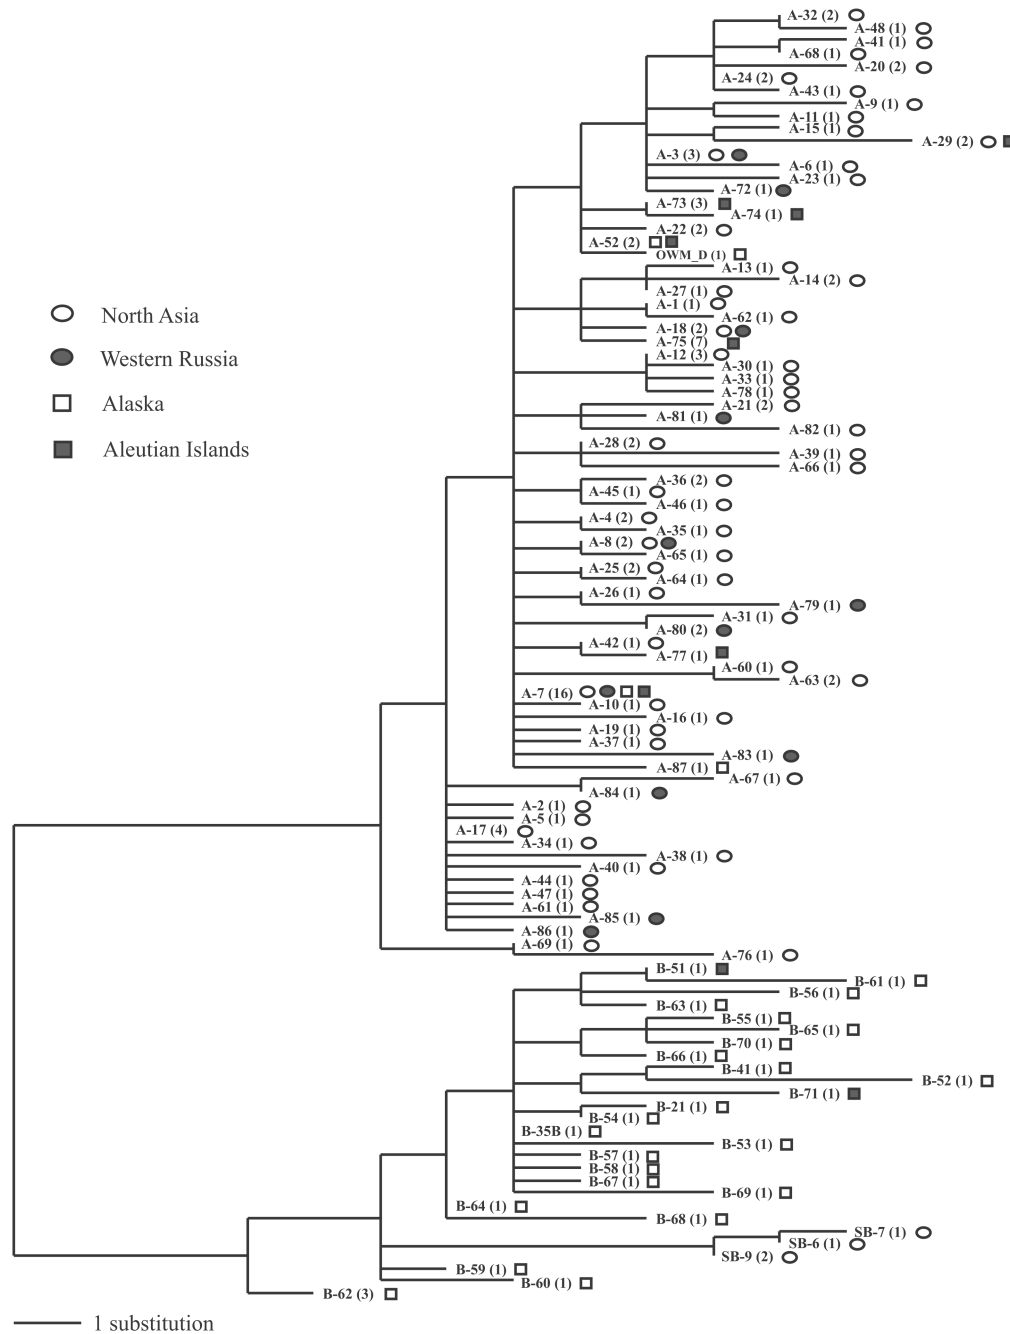 A-32 (2)
A-48 (1)
A-41 (1)
A-68 (1)
A-20 (2)
A-24 (2)
A-43 (1)
A-9 (1)
A-11 (1)
A-15 (1)
A-29 (2)
A-3 (3)
A-6 (1)
A-23 (1)
A-72 (1)
A-73 (3)
A-74 (1)
A-22 (2)
A-52 (2)
OWM_D (1)
A-13 (1)
A-14 (2)
A-27 (1)
A-1 (1)
A-62 (1)
A-18 (2)
A-75 (7)
A-12 (3)
A-30 (1)
A-33 (1)
A-78 (1)
A-21 (2)
A-81 (1)
A-82 (1)
A-28 (2)
A-39 (1)
A-66 (1)
A-36 (2)
A-45 (1)
A-46 (1)
A-4 (2)
A-35 (1)
A-8 (2)
A-65 (1)
A-25 (2)
A-64 (1)
A-26 (1)
A-79 (1)
A-31 (1)
A-80 (2)
A-42 (1)
A-77 (1)
A-60 (1)
A-63 (2)
A-7 (16)
A-10 (1)
A-16 (1)
A-19 (1)
A-37 (1)
A-83 (1)
A-87 (1)
A-67 (1)
A-84 (1)
A-2 (1)
A-5 (1)
A-17 (4)
A-34 (1)
A-38 (1)
A-40 (1)
A-44 (1)
A-47 (1)
A-61 (1)
A-85 (1)
A-86 (1)
A-69 (1)
A-76 (1)
B-51 (1)
B-61 (1)
B-56 (1)
B-63 (1)
B-55 (1)
B-65 (1)
B-70 (1)
B-66 (1)
B-41 (1)
B-52 (1)
B-71 (1)
B-21 (1)
B-54 (1)
B-35B (1)
B-53 (1)
B-57 (1)
B-58 (1)
B-67 (1)
B-69 (1)
B-64 (1)
B-68 (1)
SB-7 (1)
SB-6 (1)
SB-9 (2)
B-59 (1)
B-60 (1)
B-62 (3)
North Asia
Western Russia
Alaska
Aleutian Islands
1 substitution